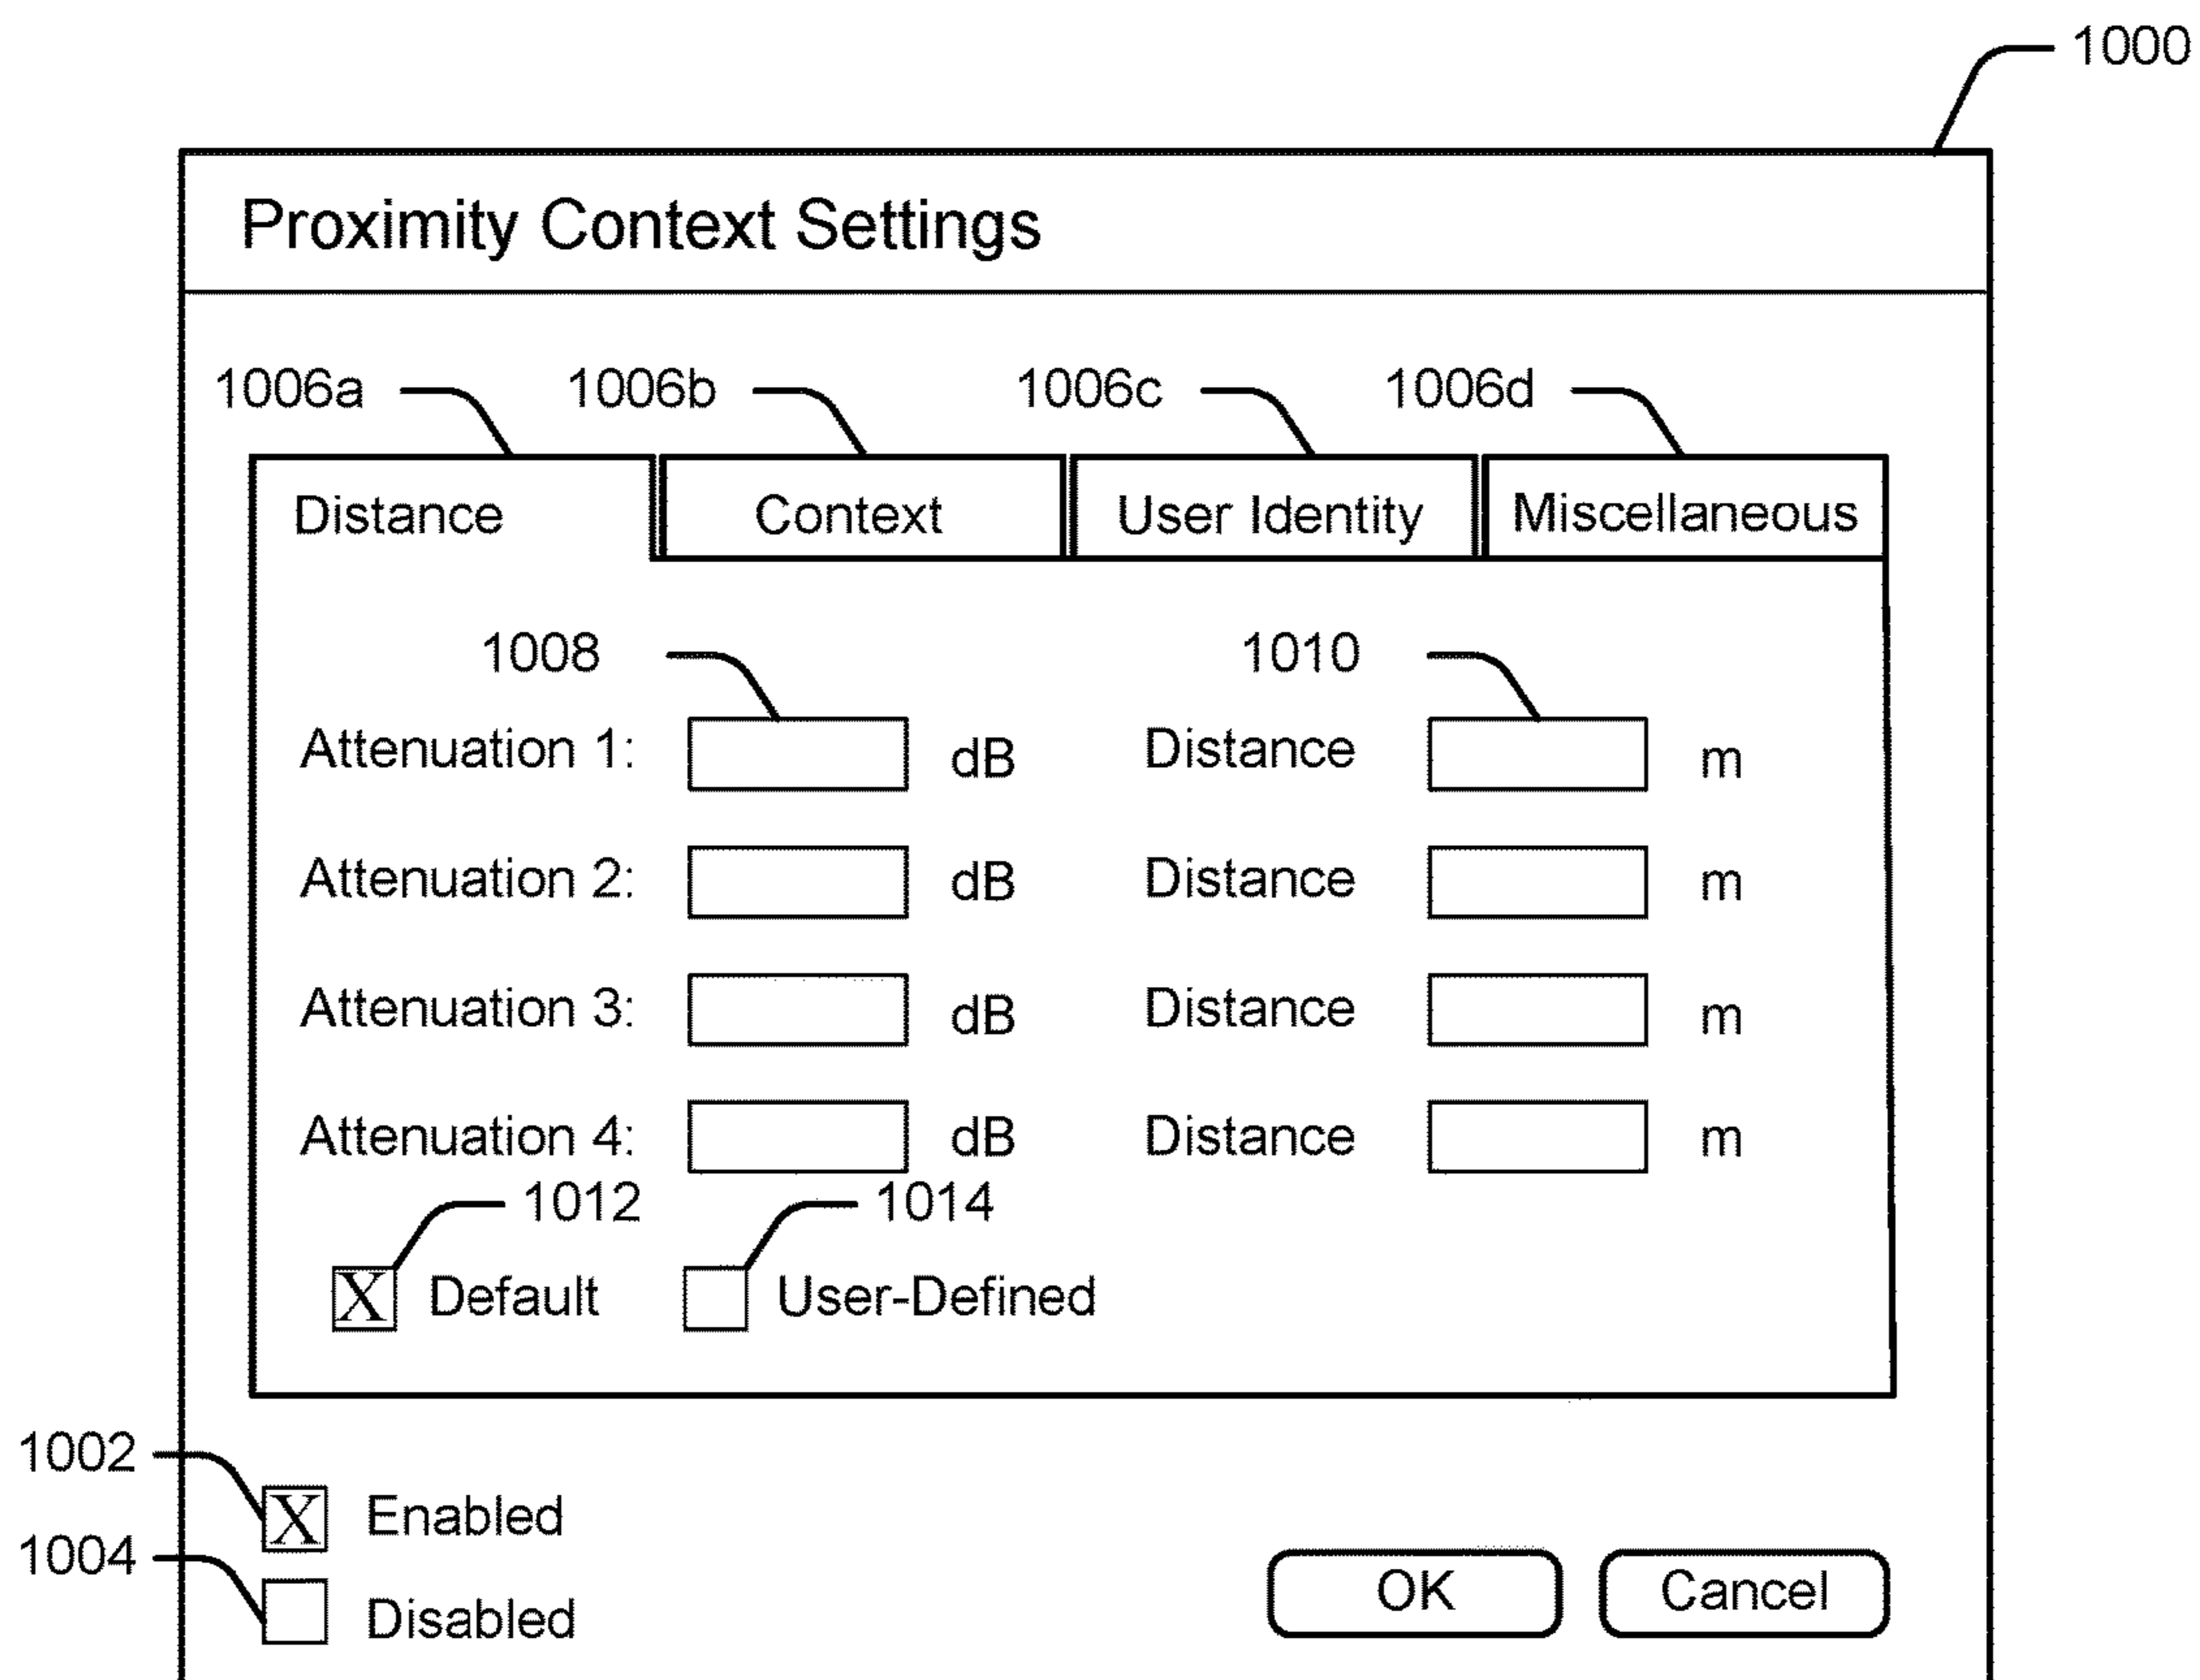 1000
Proximity Context Settings
1006a 1006b 1006c 1006d
Distance Context User Identity Miscellaneous
1008 1010
Attenuation 1: dB Distance m
Attenuation 2: dB Distance m
Attenuation 3: dB Distance m
Attenuation 4: dB Distance m
1012 1014
X Default User-Defined
1002
X Enabled
1004
Disabled
OK Cancel